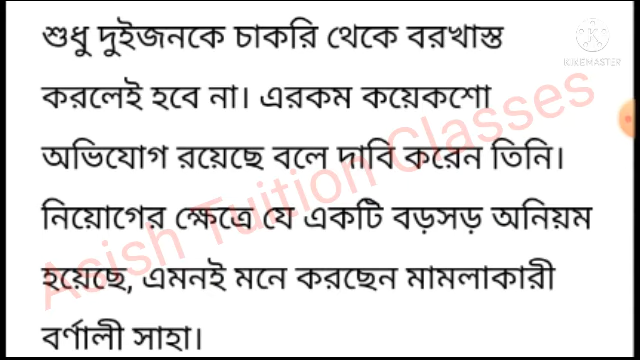 শুধু দুইজনকে চাকরি থেকে বরখাস্ত
করলেই হবে না। এরকম কয়েকশো
অভিযোগ রয়েছে বলে দাবি করেন তিনি।
নিয়োগের ক্ষেত্রে যে একটি বড়সড় অনিয়ম
হয়েছে, এমনই মনে করছেন মামলাকারী
বর্ণালী সাহা।
KINEMASTER
Asish Tuition Classes